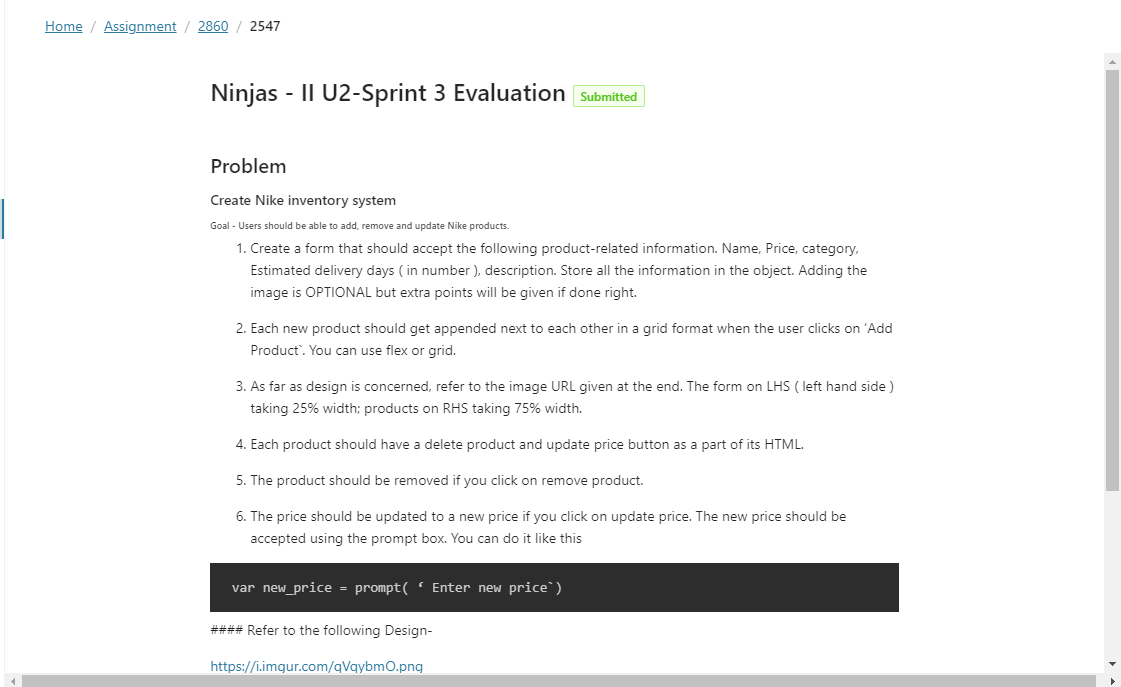 Home / Assignment / 2860 / 2547
Ninjas - II U2-Sprint 3 Evaluation Submitted
Problem
Create Nike inventory system
Goal - Users should be able to add, remove and update Nike products.
1. Create a form that should accept the following product-related information. Name, Price, category,
Estimated delivery days ( in number ), description. Store all the information in the object. Adding the
image is OPTIONAL but extra points will be given if done right.
2. Each new product should get appended next to each other in a grid format when the user clicks on ‘Add
Product`. You can use flex or grid.
3. As far as design is concerned, refer to the image URL given at the end. The form on LHS ( left hand side )
taking 25% width; products on RHS taking 75% width.
4. Each product should have a delete product and update price button as a part of its HTML.
5. The product should be removed if you click on remove product.
6. The price should be updated to a new price if you click on update price. The new price should be
accepted using the prompt box. You can do it like this
var new_price = prompt( ‘ Enter new price`)
#### Refer to the following Design-
https://i.imgur.com/qVqybmO.png